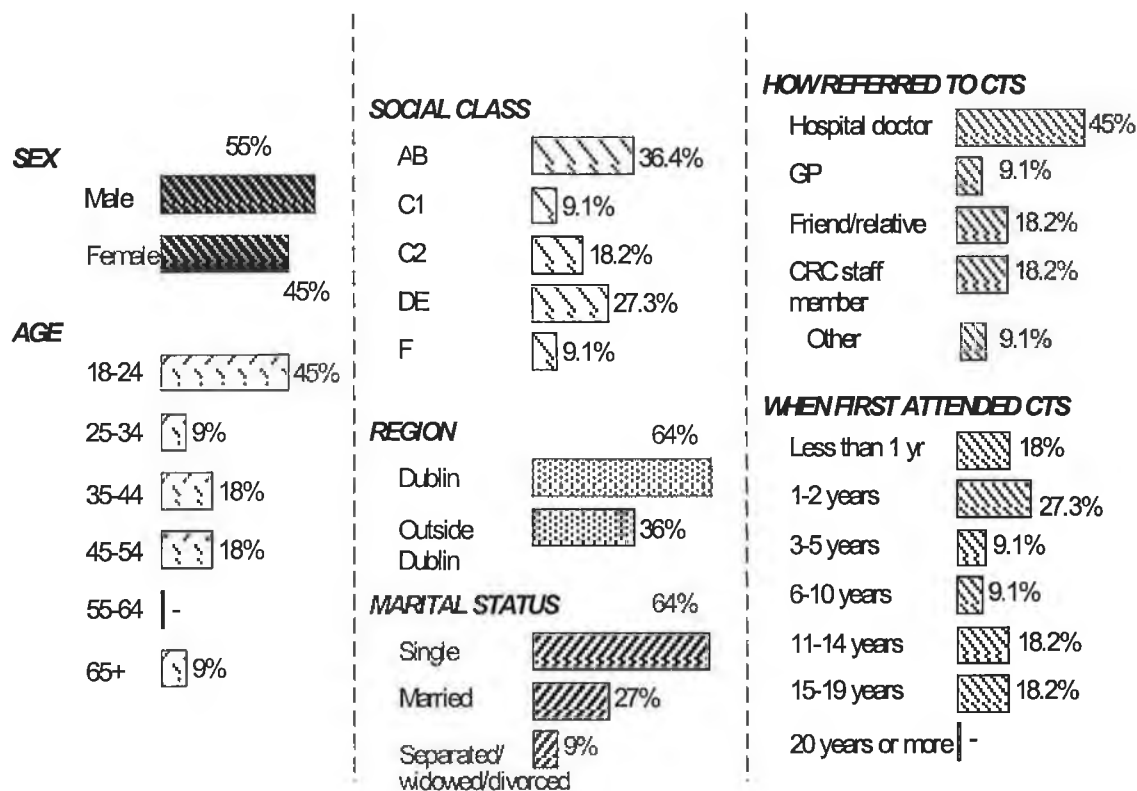 SEX
55%
Male
Female
45%
AGE
18-24 45%
25-34 9%
35-44 18%
45-54 18%
55-64 -
65+ 9%
SOCIAL CLASS
AB 36.4%
C1 9.1%
C2 18.2%
DE 27.3%
F 9.1%
REGION 64%
Dublin
Outside 36%
Dublin
MARITAL STATUS 64%
Single
Married 27%
Separated/ 9%
widowed/divorced
HOW REFERRED TO CTS
Hospital doctor 45%
GP 9.1%
Friend/relative 18.2%
CRC staff 18.2%
member
Other 9.1%
WHEN FIRST ATTENDED CTS
Less than 1 yr 18%
1-2 years 27.3%
3-5 years 9.1%
6-10 years 9.1%
11-14 years 18.2%
15-19 years 18.2%
20 years or more -